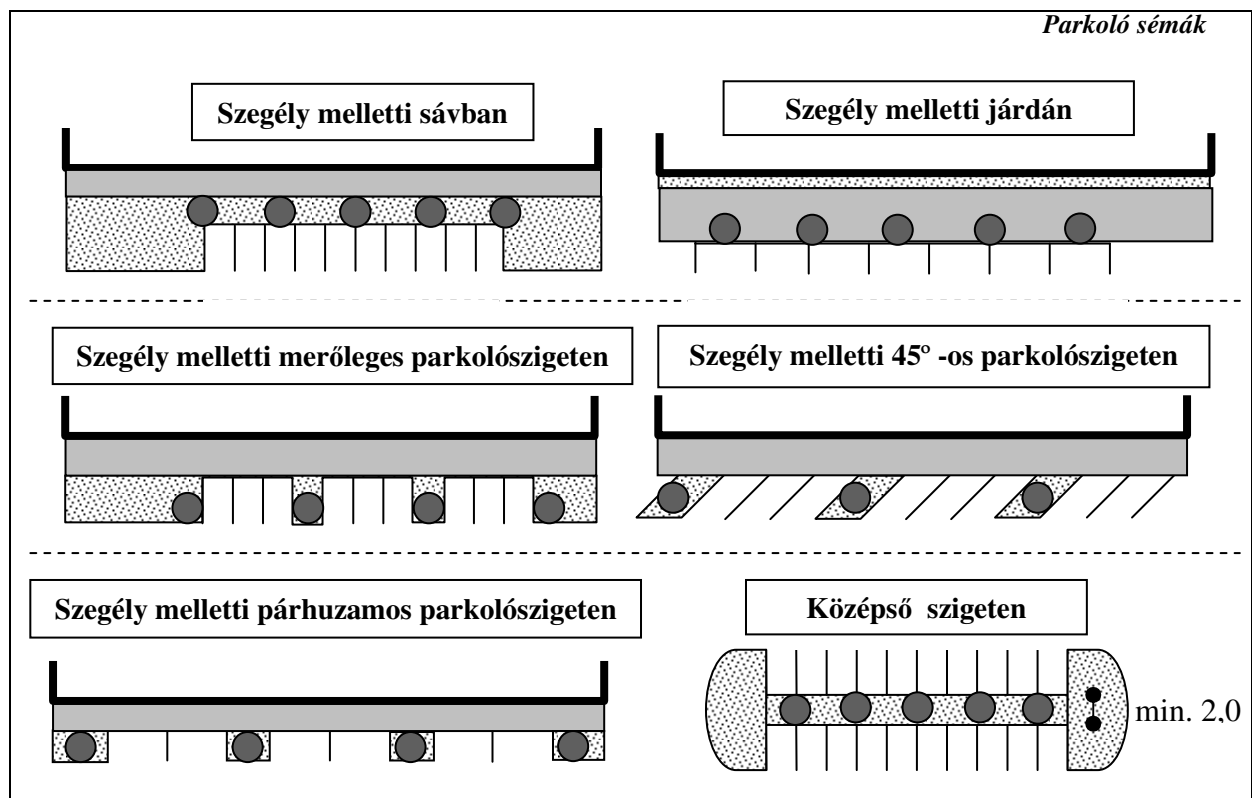 Parkoló sémák
Szegély melletti sávban
Szegély melletti járdán
Szegély melletti merőleges parkolószigeten
Szegély melletti 45º -os parkolószigeten
Szegély melletti párhuzamos parkolószigeten
Középső szigeten
min. 2,0